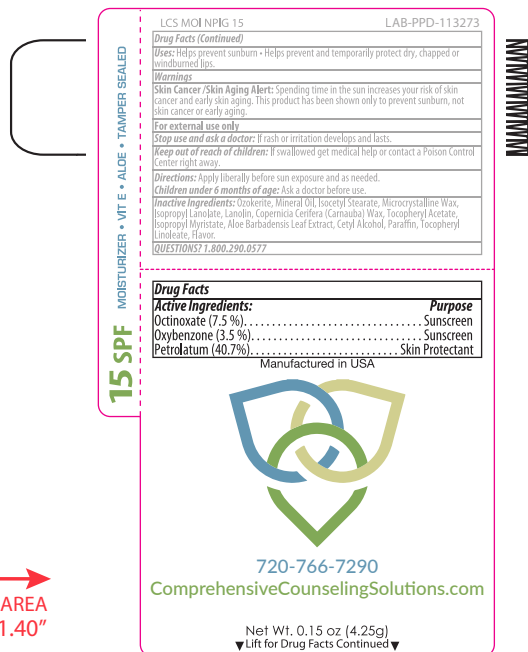 LCS MOI NPIG 15 LAB-PPD-113273
Drug Facts (Continued)
Uses: Helps prevent sunburn • Helps prevent and temporarily protect dry, chapped or
windburned lips.
Warnings
Skin Cancer /Skin Aging Alert: Spending time in the sun increases your risk of skin
cancer and early skin aging. This product has been shown only to prevent sunburn, not
skin cancer or early aging.
For external use only
Stop use and ask a doctor: If rash or irritation develops and lasts.
Keep out of reach of children: If swallowed get medical help or contact a Poison Control
Center right away.
Directions: Apply liberally before sun exposure and as needed.
Children under 6 months of age: Ask a doctor before use.
Inactive Ingredients: Ozokerite, Mineral Oil, Isocetyl Stearate, Microcrystalline Wax,
Isopropyl Lanolate, Lanolin, Copernicia Cerifera (Carnauba) Wax, Tocopheryl Acetate,
Isopropyl Myristate, Aloe Barbadensis Leaf Extract, Cetyl Alcohol, Paraffin, Tocopheryl
Linoleate, Flavor.
QUESTIONS? 1.800.290.0577
15 SPF MOISTURIZER • VIT E • ALOE • TAMPER SEALED
Drug Facts
Active Ingredients: Purpose
Octinoxate (7.5 %)............................Sunscreen
Oxybenzone (3.5 %)..........................Sunscreen
Petrolatum (40.7%)........................Skin Protectant
Manufactured in USA
720-766-7290
ComprehensiveCounselingSolutions.com
AREA
1.40"
Net Wt. 0.15 oz (4.25g)
▼Lift for Drug Facts Continued▼